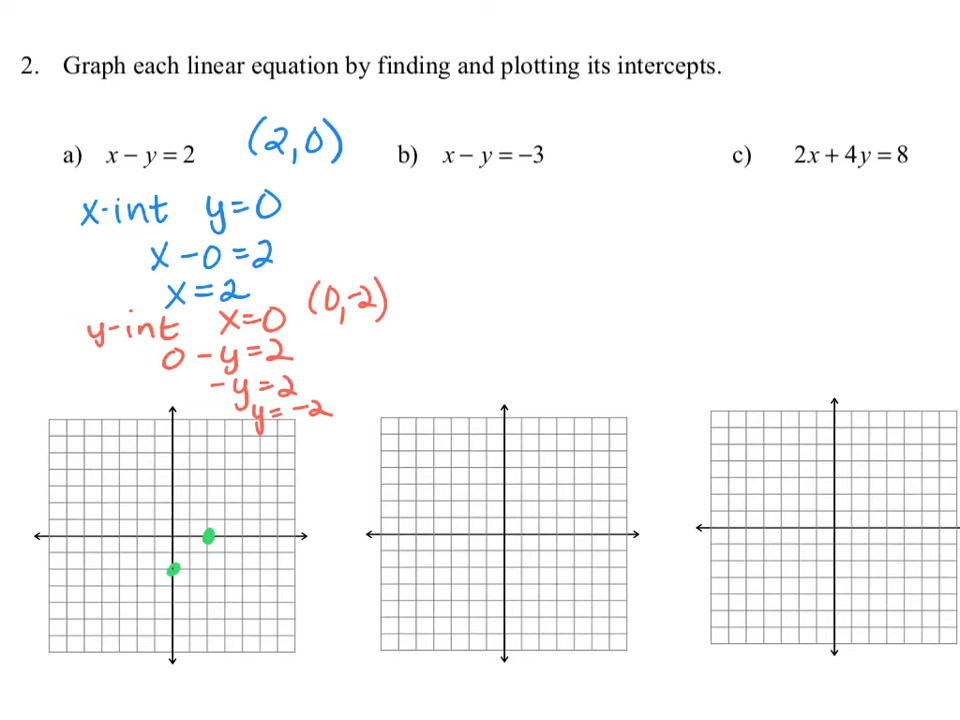 2. Graph each linear equation by finding and plotting its intercepts.
a) x – y = 2 (2,0)
b) x – y = –3
c) 2x + 4y = 8
x-int y=0
x -0 =2
x=2
y-int x=0 (0,-2)
0 -y=2
-y=2
y= -2